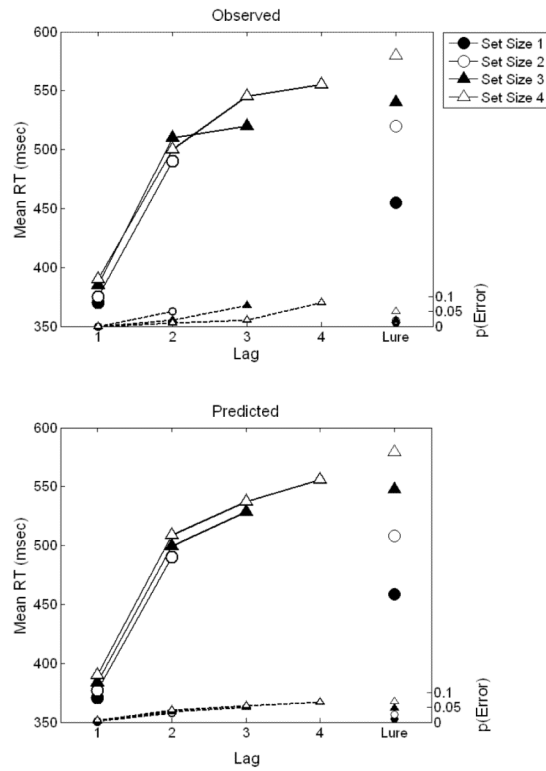 Observed
600
550
500
450
400
350
Mean RT (msec)
1 2 3 4 Lure
Lag
0.1
0.05
0
p(Error)
Set Size 1
Set Size 2
Set Size 3
Set Size 4
Predicted
600
550
500
450
400
350
Mean RT (msec)
1 2 3 4 Lure
Lag
0.1
0.05
0
p(Error)